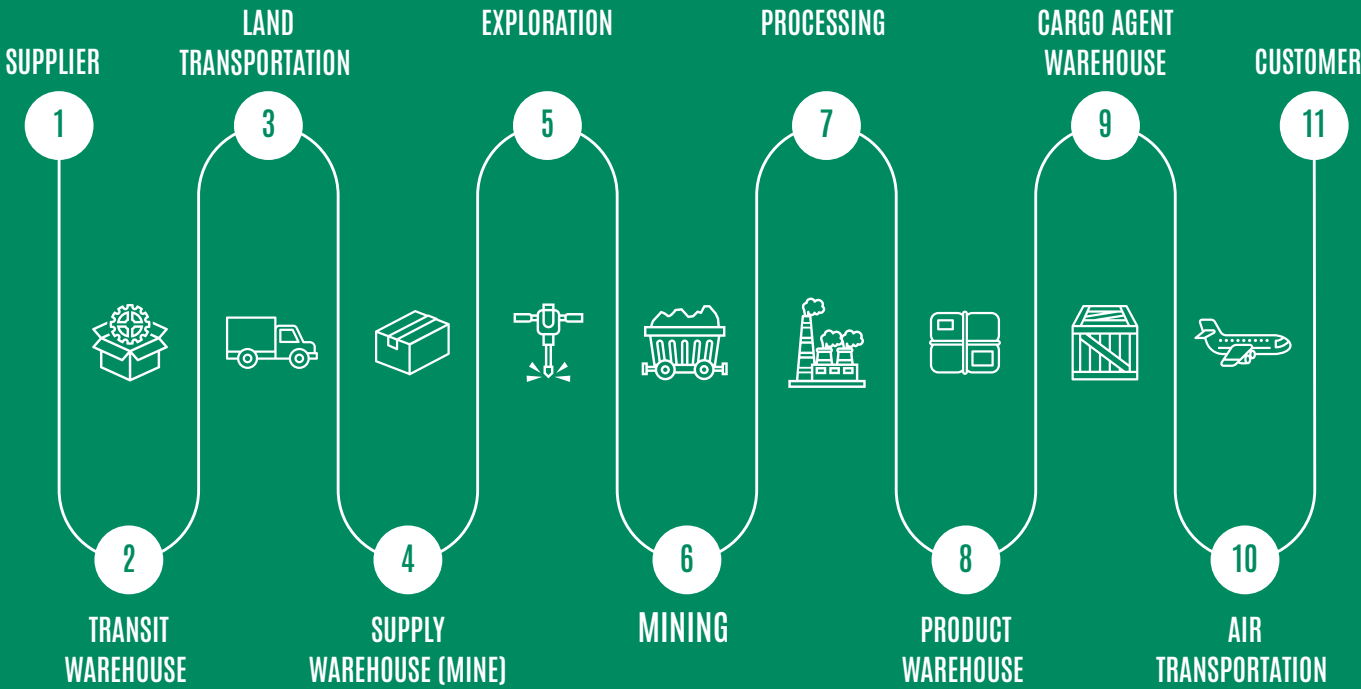 SUPPLIER
1
TRANSIT
WAREHOUSE
2
LAND
TRANSPORTATION
3
SUPPLY
WAREHOUSE (MINE)
4
EXPLORATION
5
MINING
6
PROCESSING
7
PRODUCT
WAREHOUSE
8
CARGO AGENT
WAREHOUSE
9
AIR
TRANSPORTATION
10
CUSTOMER
11